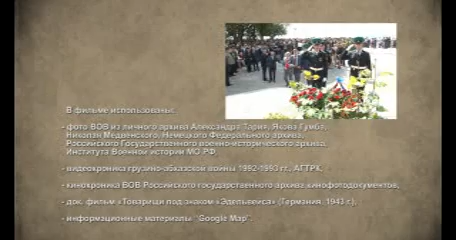 В фильме использованы:
- фото ВОВ из личного архива Александра Тария, Якова Гумба,
Николая Медвенского, Немецкого Федерального архива,
Российского Государственного военно-исторического архива,
Института Военной истории МО РФ,
- видеохроника грузино-абхазской войны 1992-1993 гг., АГТРК,
- кинохроника ВОВ Российского государственного архива кинофотодокументов,
- док. фильм «Товарищи под знаком «Эдельвейса» (Германия, 1943 г.),
- информационные материалы "Google Map".